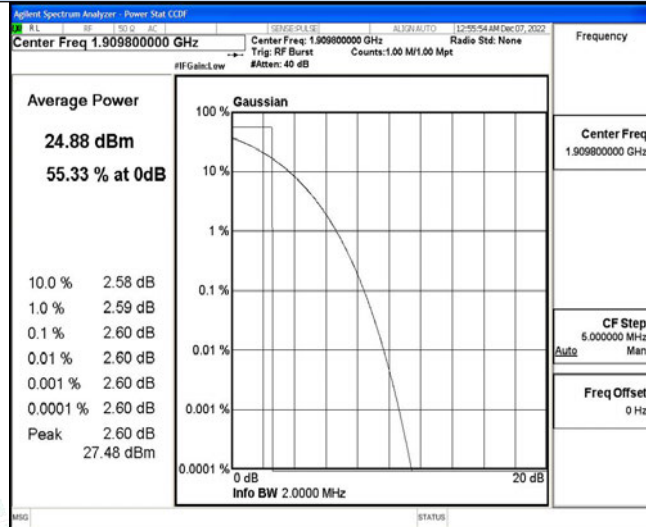 Agilent Spectrum Analyzer - Power Stat CCDF
RL RF 50 Ω AC SENSE:PULSE ALIGN AUTO 12:55:54 AM Dec 07, 2022
Center Freq 1.909800000 GHz
Center Freq: 1.909800000 GHz Radio Std: None
Trig: RF Burst Counts:1.00 M/1.00 Mpt
#IFGain:Low #Atten: 40 dB
Frequency
Average Power
24.88 dBm
55.33 % at 0dB
10.0 % 2.58 dB
1.0 % 2.59 dB
0.1 % 2.60 dB
0.01 % 2.60 dB
0.001 % 2.60 dB
0.0001 % 2.60 dB
Peak 2.60 dB
27.48 dBm
Gaussian
100 %
10 %
1 %
0.1 %
0.01 %
0.001 %
0.0001 %
0 dB 20 dB
Info BW 2.0000 MHz
Center Freq
1.909800000 GHz
CF Step
5.000000 MHz
Auto Man
Freq Offset
0 Hz
MSG STATUS